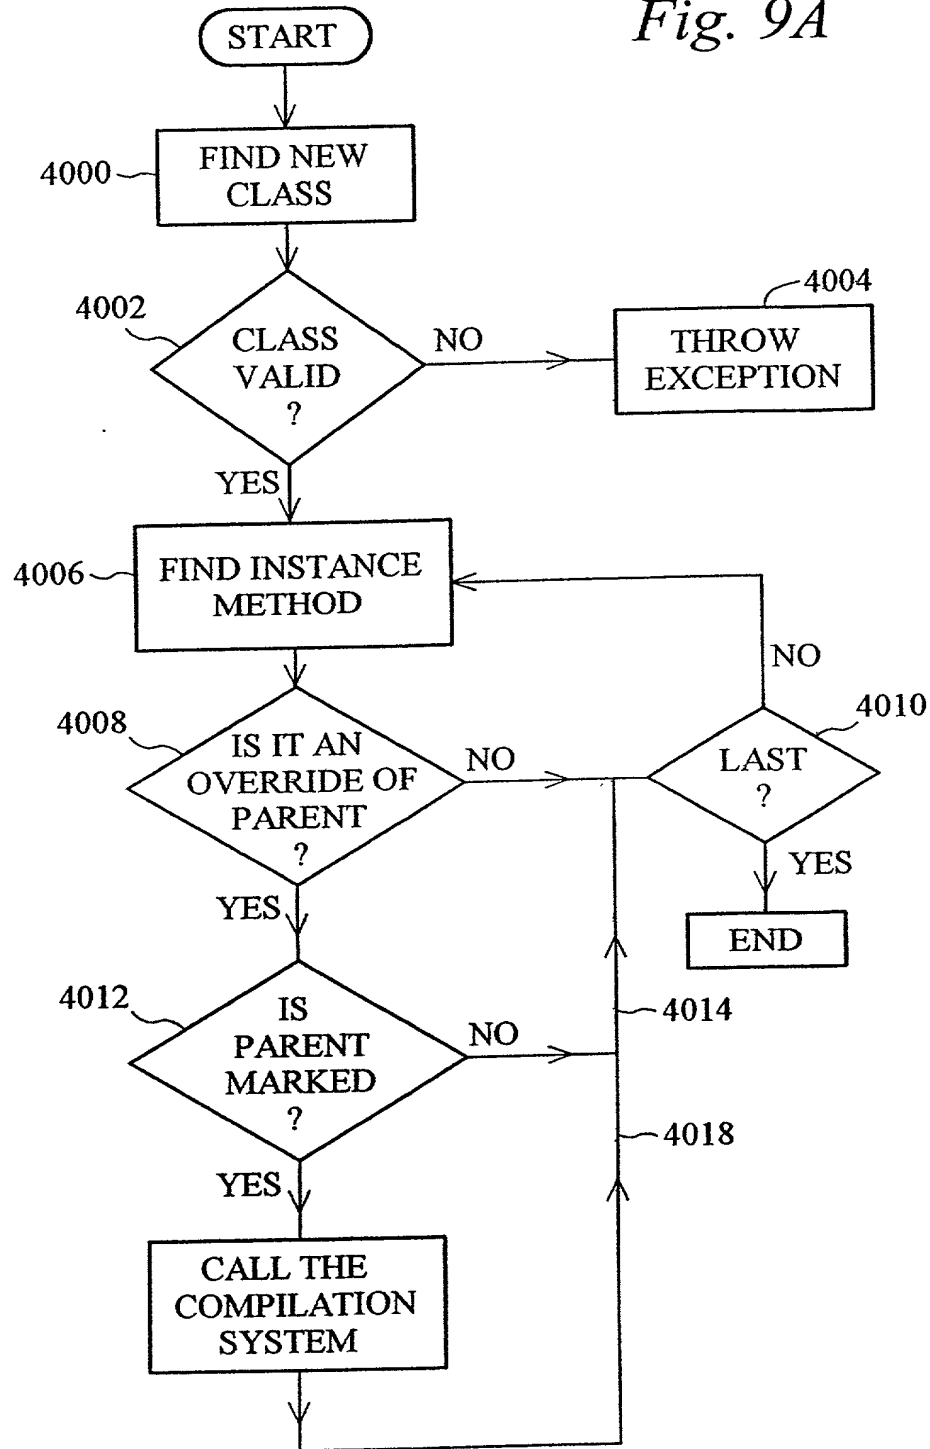 Fig. 9A
START
4000
FIND NEW
CLASS
4002
CLASS
VALID
?
NO
4004
THROW
EXCEPTION
YES
4006
FIND INSTANCE
METHOD
NO
4008
IS IT AN
OVERRIDE OF
PARENT
?
NO
4010
LAST
?
YES
END
YES
4012
IS
PARENT
MARKED
?
NO
4014
4018
YES
CALL THE
COMPILATION
SYSTEM